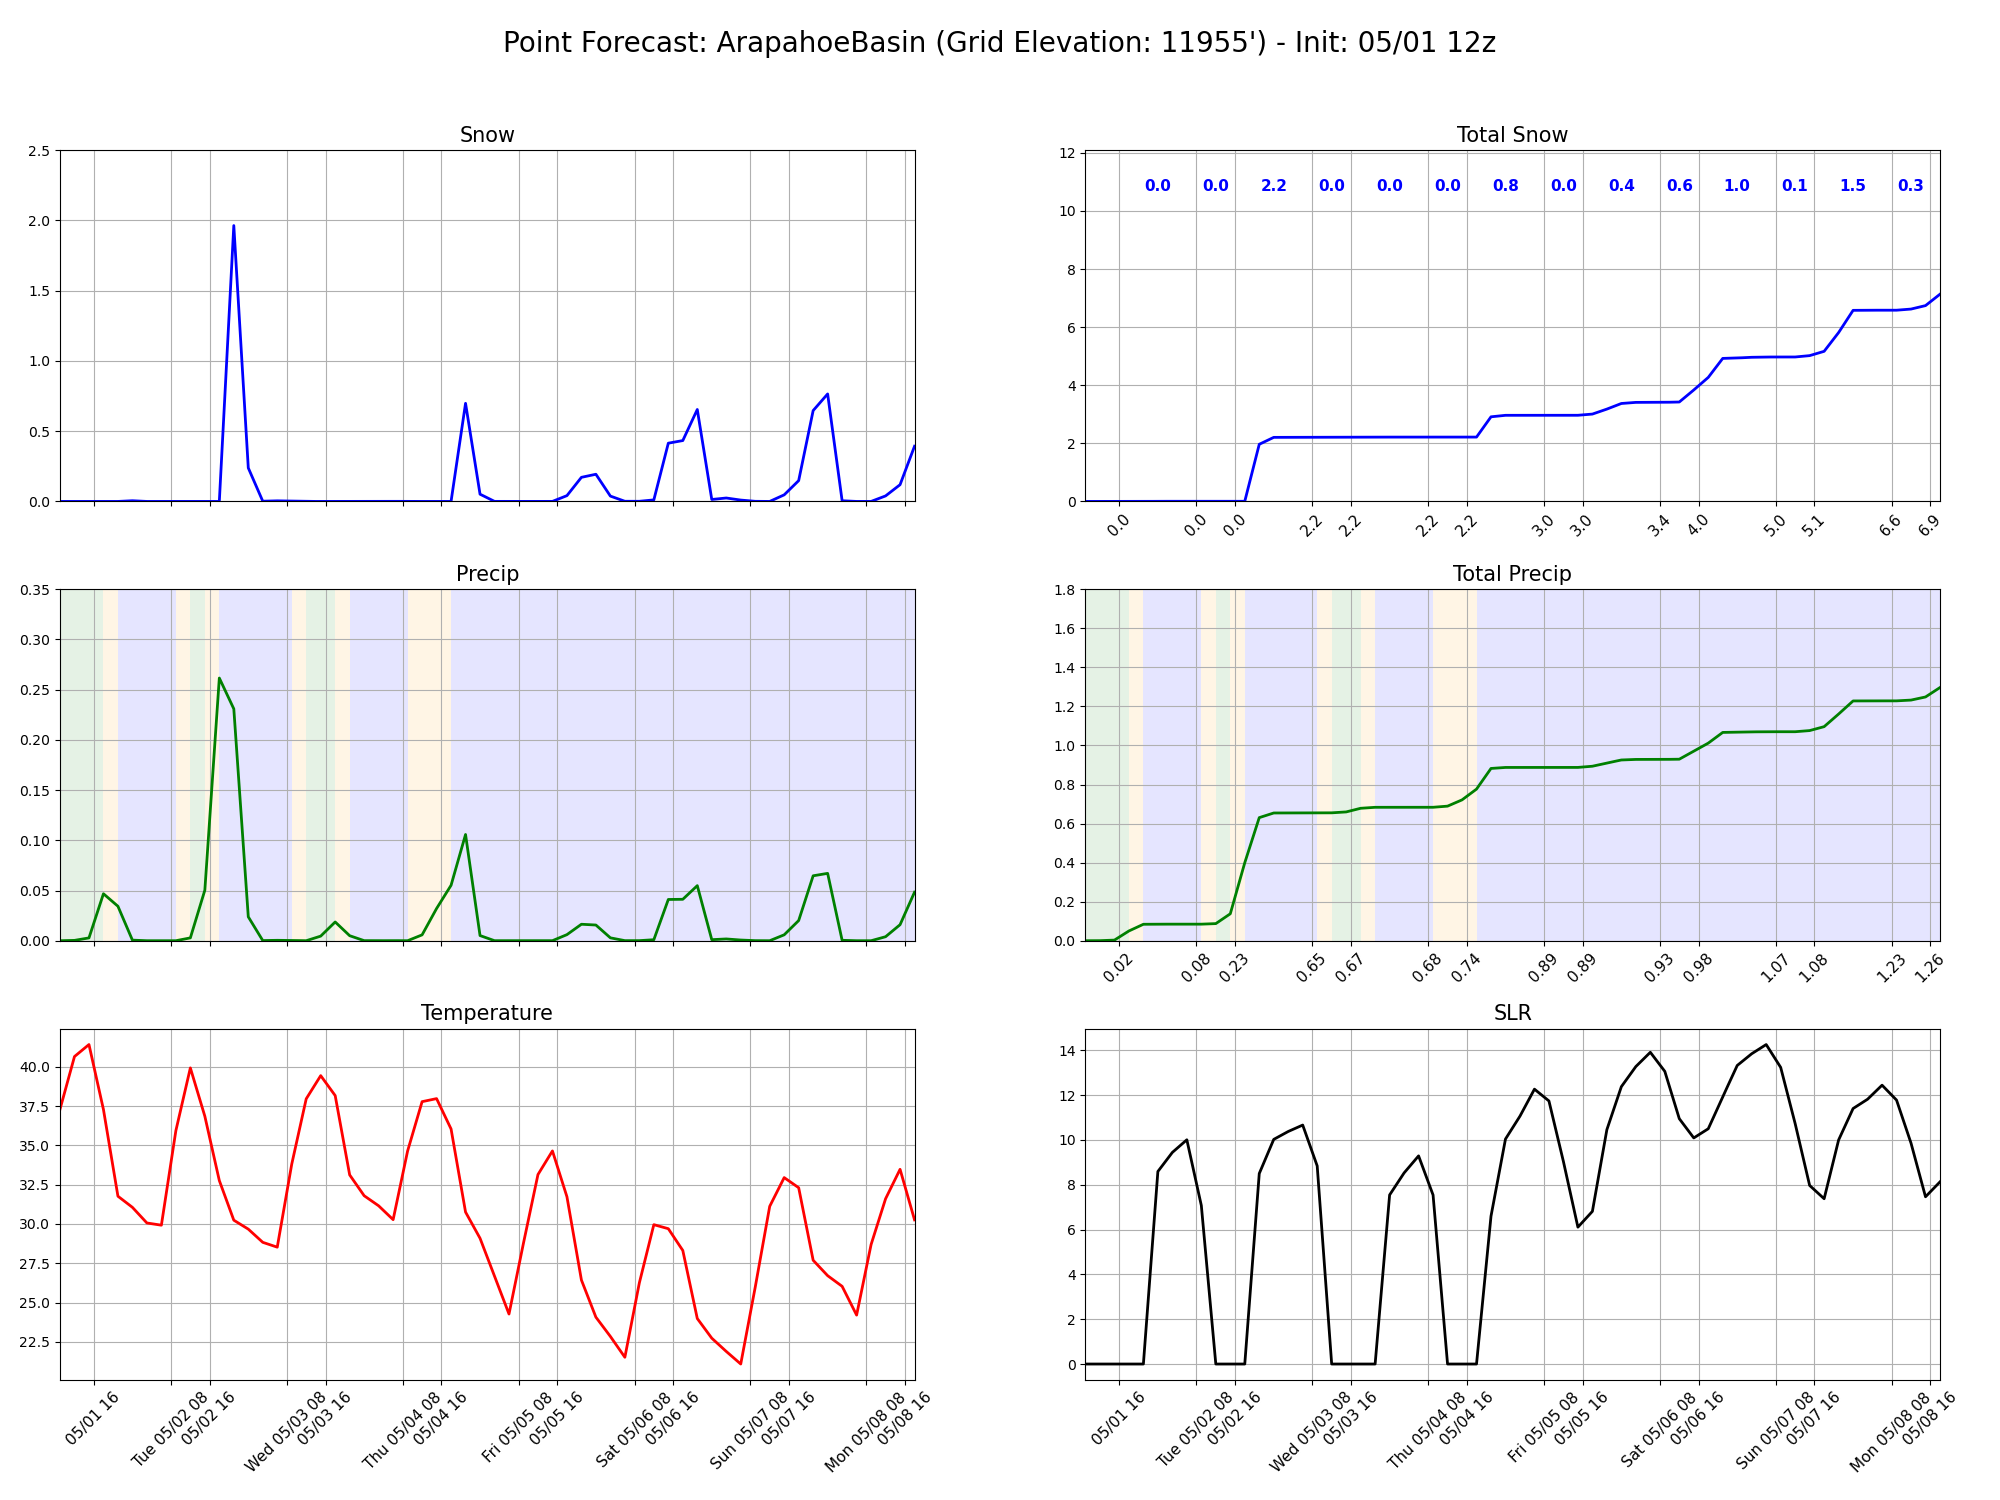 Point Forecast: ArapahoeBasin (Grid Elevation: 11955') - Init: 05/01 12z
Snow
2.5
2.0
1.5
1.0
0.5
0.0
Total Snow
12
10
8
6
4
2
0
0.0 0.0 2.2 0.0 0.0 0.0 0.8 0.0 0.4 0.6 1.0 0.1 1.5 0.3
0.0 0.0 0.0 2.2 2.2 2.2 2.2 3.0 3.0 3.4 4.0 5.0 5.1 6.6 6.9
Precip
0.35
0.30
0.25
0.20
0.15
0.10
0.05
0.00
Total Precip
1.8
1.6
1.4
1.2
1.0
0.8
0.6
0.4
0.2
0.0
0.02 0.08 0.23 0.65 0.67 0.68 0.74 0.89 0.89 0.93 0.98 1.07 1.08 1.23 1.26
Temperature
40.0
37.5
35.0
32.5
30.0
27.5
25.0
22.5
05/01 16
Tue 05/02 08
05/02 16
Wed 05/03 08
05/03 16
Thu 05/04 08
05/04 16
Fri 05/05 08
05/05 16
Sat 05/06 08
05/06 16
Sun 05/07 08
05/07 16
Mon 05/08 08
05/08 16
SLR
14
12
10
8
6
4
2
0
05/01 16
Tue 05/02 08
05/02 16
Wed 05/03 08
05/03 16
Thu 05/04 08
05/04 16
Fri 05/05 08
05/05 16
Sat 05/06 08
05/06 16
Sun 05/07 08
05/07 16
Mon 05/08 08
05/08 16